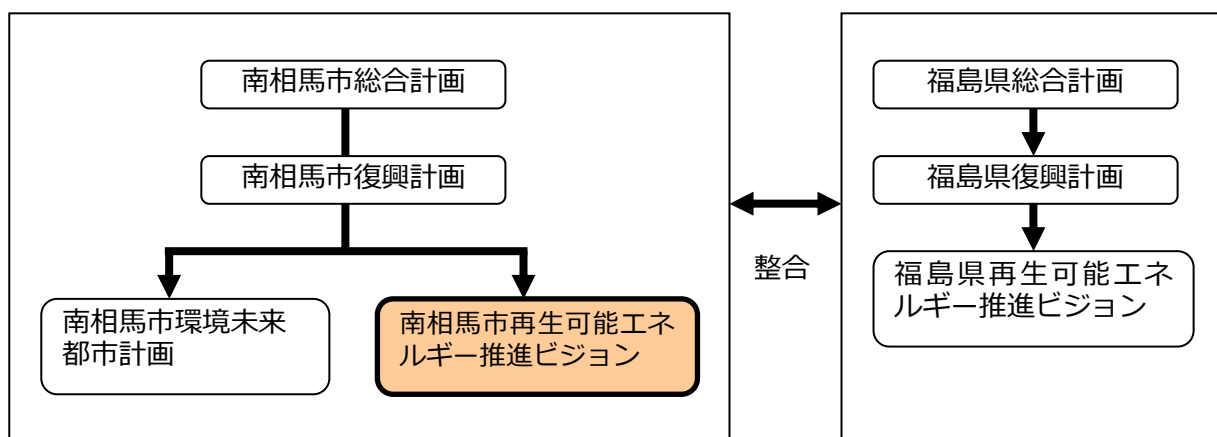 南相馬市総合計画
南相馬市復興計画
南相馬市環境未来
都市計画
南相馬市再生可能エネ
ルギー推進ビジョン
整合
福島県総合計画
福島県復興計画
福島県再生可能エネ
ルギー推進ビジョン